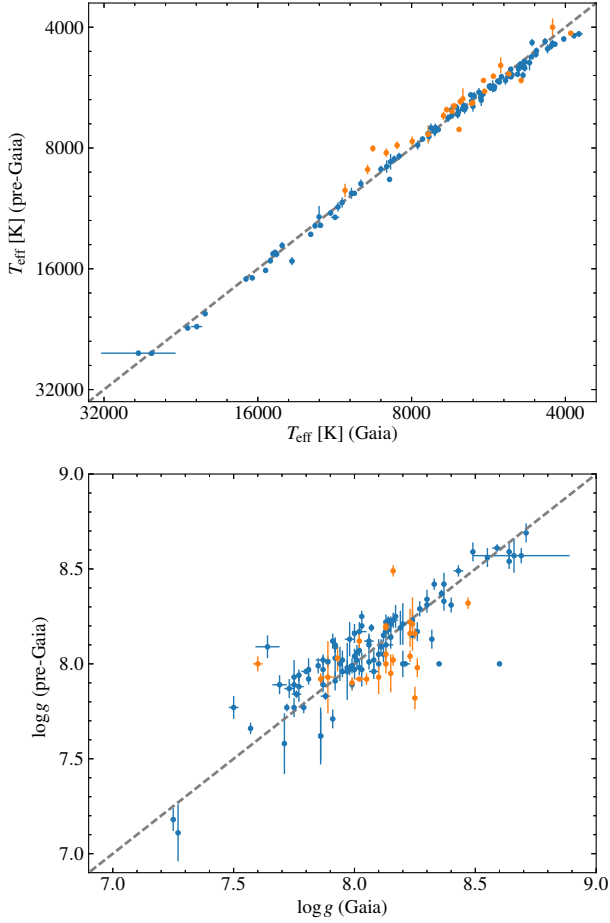 4000
8000
16000
32000
T_eff [K] (pre-Gaia)
32000 16000 8000 4000
T_eff [K] (Gaia)
9.0
8.5
8.0
7.5
7.0
log g (pre-Gaia)
7.0 7.5 8.0 8.5 9.0
log g (Gaia)